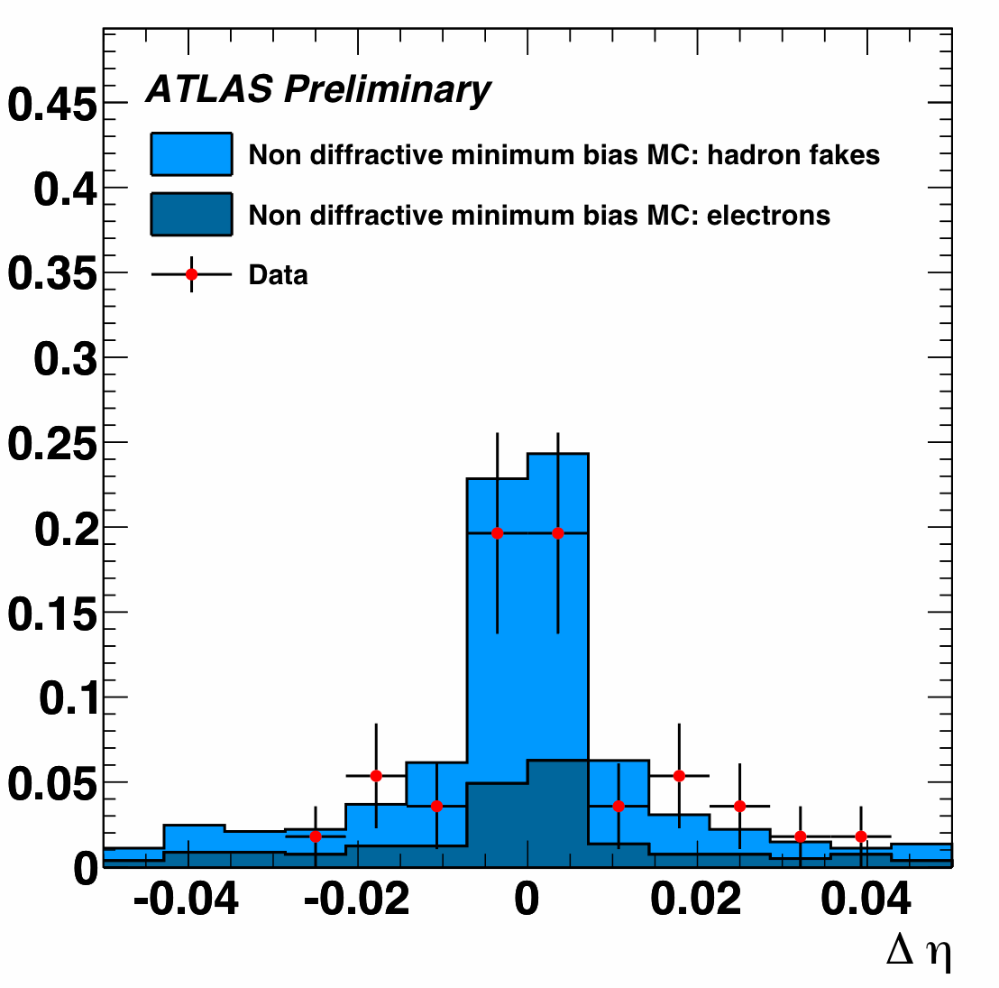 ATLAS Preliminary
Non diffractive minimum bias MC: hadron fakes
Non diffractive minimum bias MC: electrons
Data
0.45
0.4
0.35
0.3
0.25
0.2
0.15
0.1
0.05
0
-0.04 -0.02 0 0.02 0.04
Δ η